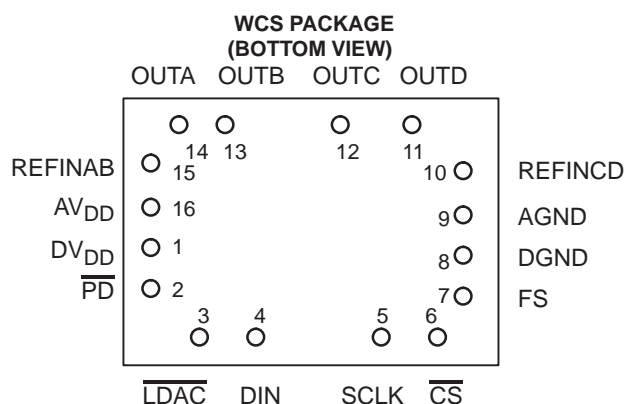 WCS PACKAGE
(BOTTOM VIEW)
OUTA OUTB OUTC OUTD
14 13 12 11
REFINAB 15 10 REFINCD
AVDD 16 9 AGND
DVDD 1 8 DGND
PD 2 7 FS
3 4 5 6
LDAC DIN SCLK CS